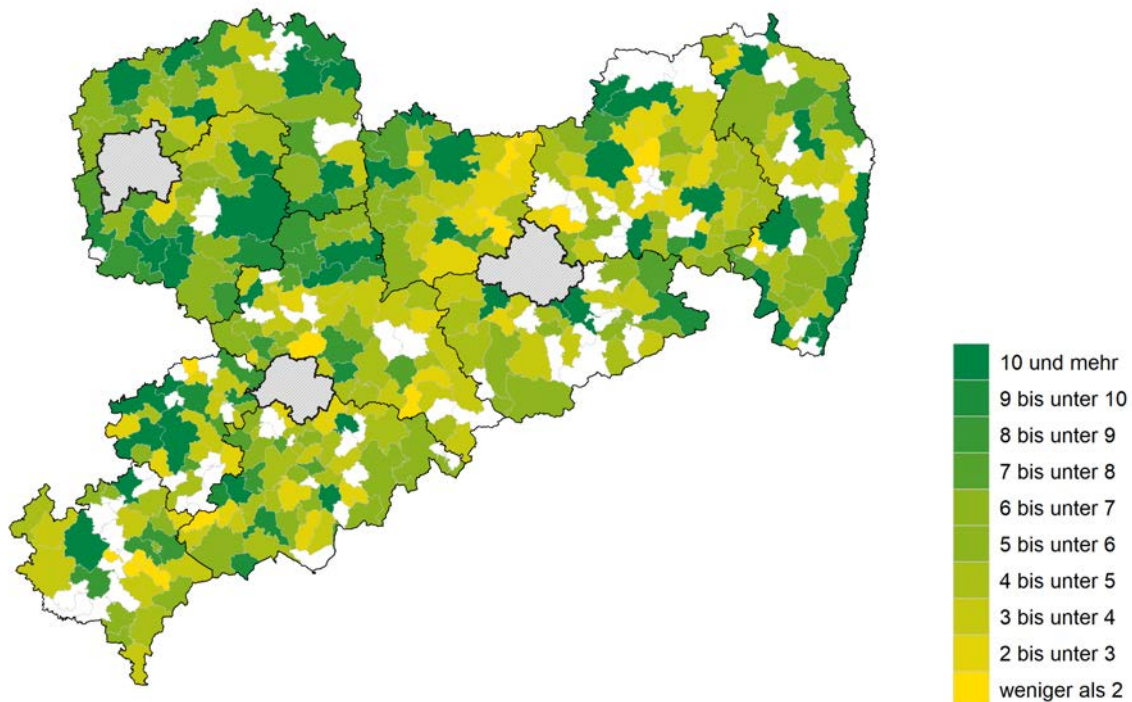 10 und mehr
9 bis unter 10
8 bis unter 9
7 bis unter 8
6 bis unter 7
5 bis unter 6
4 bis unter 5
3 bis unter 4
2 bis unter 3
weniger als 2